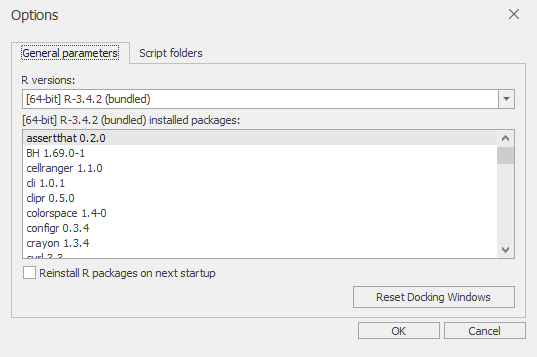 Options
General parameters
Script folders
R versions:
[64-bit] R-3.4.2 (bundled)
[64-bit] R-3.4.2 (bundled) installed packages:
assertthat 0.2.0
BH 1.69.0-1
cellranger 1.1.0
cli 1.0.1
clipr 0.5.0
colorspace 1.4-0
configr 0.3.4
crayon 1.3.4
curl 3.3
Reinstall R packages on next startup
Reset Docking Windows
OK
Cancel